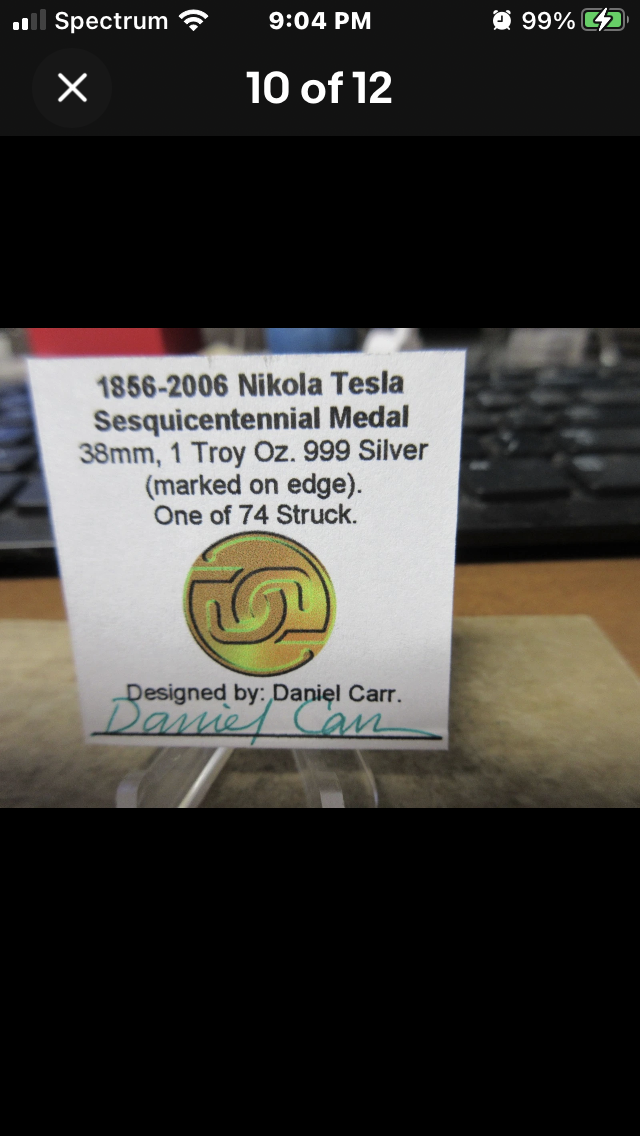 Spectrum 9:04 PM 99%
10 of 12
1856-2006 Nikola Tesla
Sesquicentennial Medal
38mm, 1 Troy Oz. 999 Silver
(marked on edge).
One of 74 Struck.
Designed by: Daniel Carr.
Daniel Carr